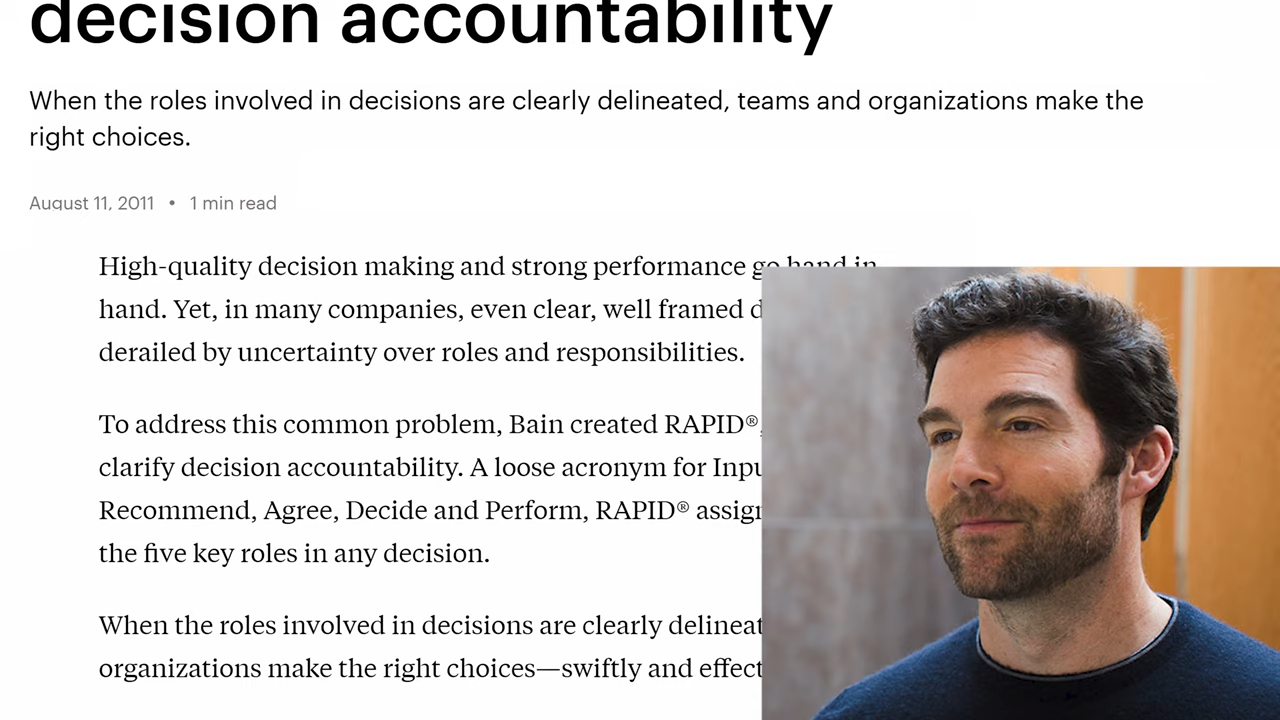 decision accountability
When the roles involved in decisions are clearly delineated, teams and organizations make the
right choices.
August 11, 2011 • 1 min read
High-quality decision making and strong performance go hand in
hand. Yet, in many companies, even clear, well framed
derailed by uncertainty over roles and responsibilities.
To address this common problem, Bain created RAPID®,
clarify decision accountability. A loose acronym for
Recommend, Agree, Decide and Perform, RAPID®
the five key roles in any decision.
When the roles involved in decisions are clearly
organizations make the right choices—swiftly and